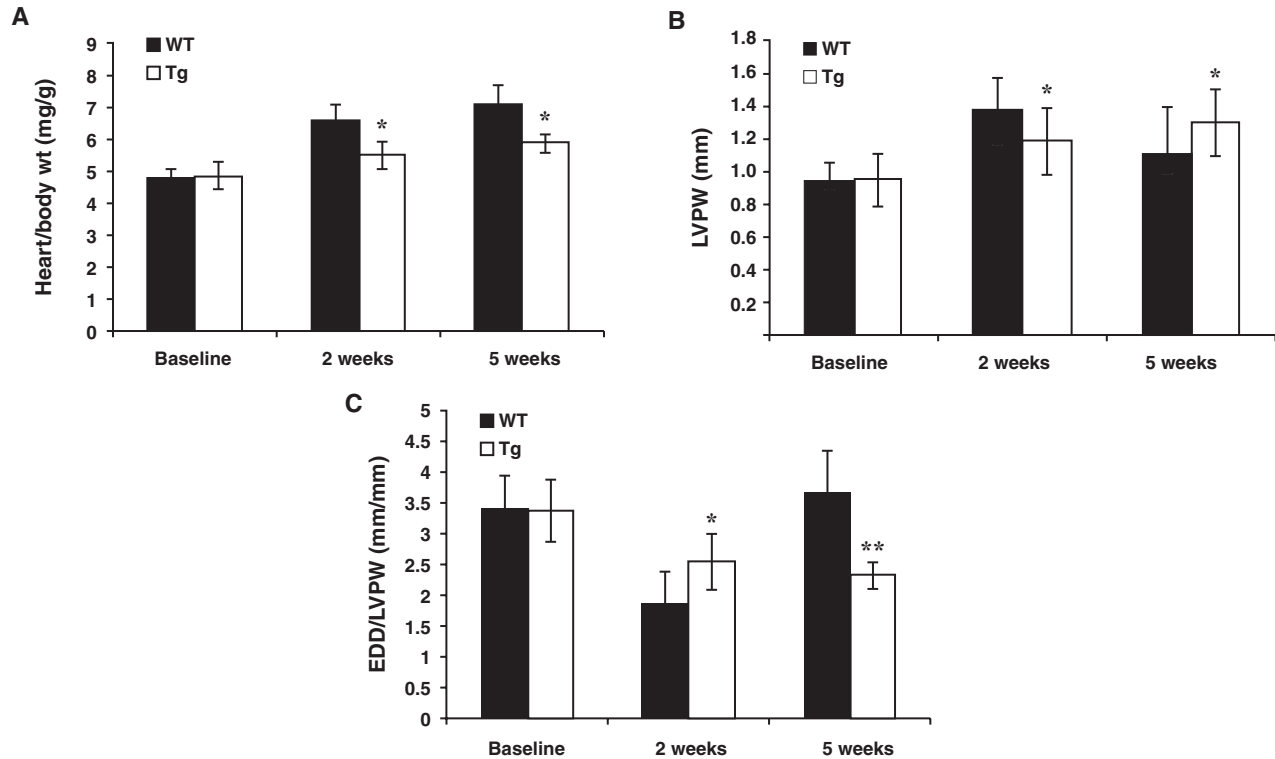 A
Heart/body wt (mg/g)
9
8
7
6
5
4
3
2
1
0
WT
Tg
*
*
Baseline
2 weeks
5 weeks
B
LVPW (mm)
1.8
1.6
1.4
1.2
1.0
0.8
0.6
0.4
0.2
WT
Tg
*
*
Baseline
2 weeks
5 weeks
C
EDD/LVPW (mm/mm)
5
4.5
4
3.5
3
2.5
2
1.5
1
0.5
0
WT
Tg
*
**
Baseline
2 weeks
5 weeks